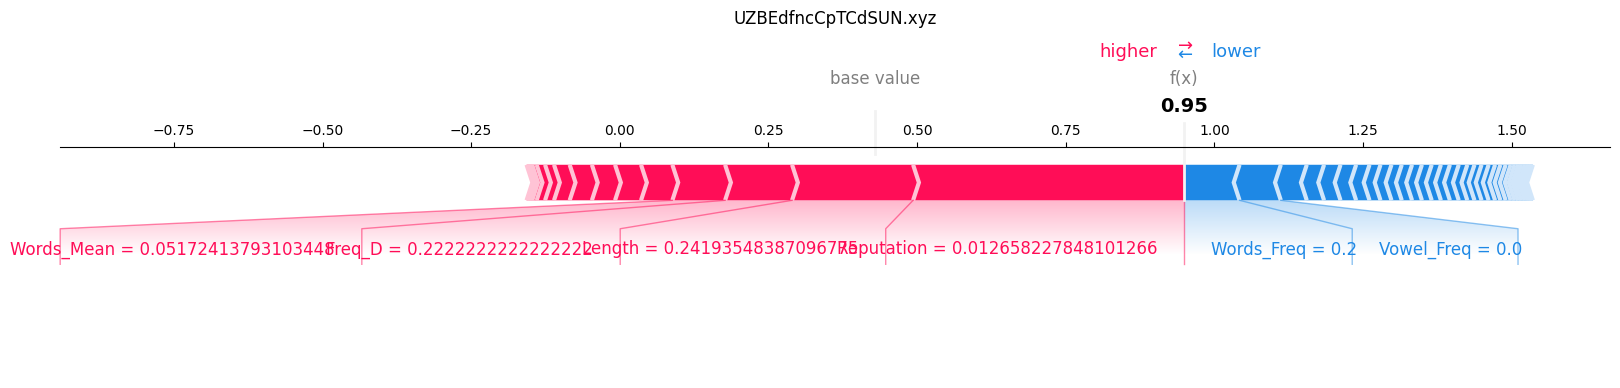 UZBEdfncCpTCdSUN.xyz
higher ⇄ lower
base value f(x)
0.95
−0.75 −0.50 −0.25 0.00 0.25 0.50 0.75 1.00 1.25 1.50
Words_Mean = 0.05172413793103448 Freq_D = 0.2222222222222222 Length = 0.24193548387096775 Reputation = 0.012658227848101266 Words_Freq = 0.2 Vowel_Freq = 0.0